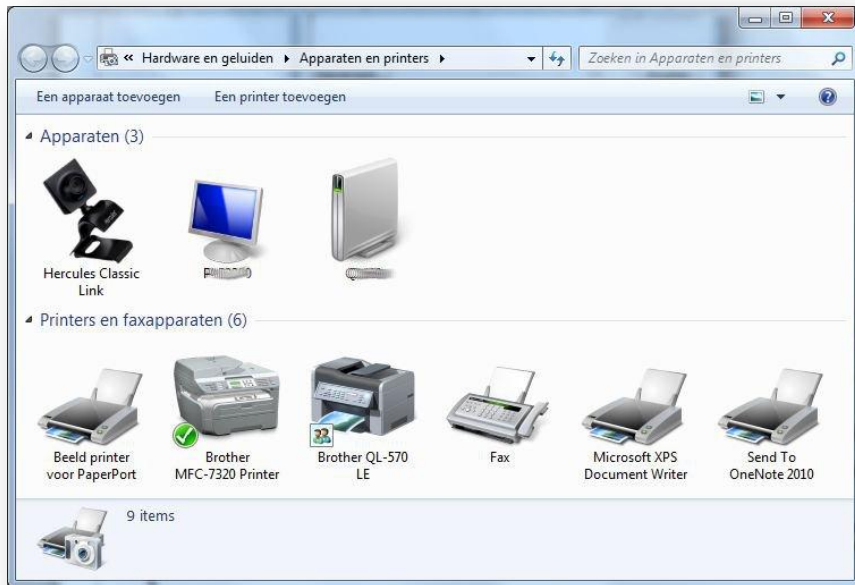 « Hardware en geluiden ▸ Apparaten en printers ▸
Zoeken in Apparaten en printers
Een apparaat toevoegen
Een printer toevoegen
Apparaten (3)
Hercules Classic
Link
Printers en faxapparaten (6)
Beeld printer
voor PaperPort
Brother
MFC-7320 Printer
Brother QL-570
LE
Fax
Microsoft XPS
Document Writer
Send To
OneNote 2010
9 items